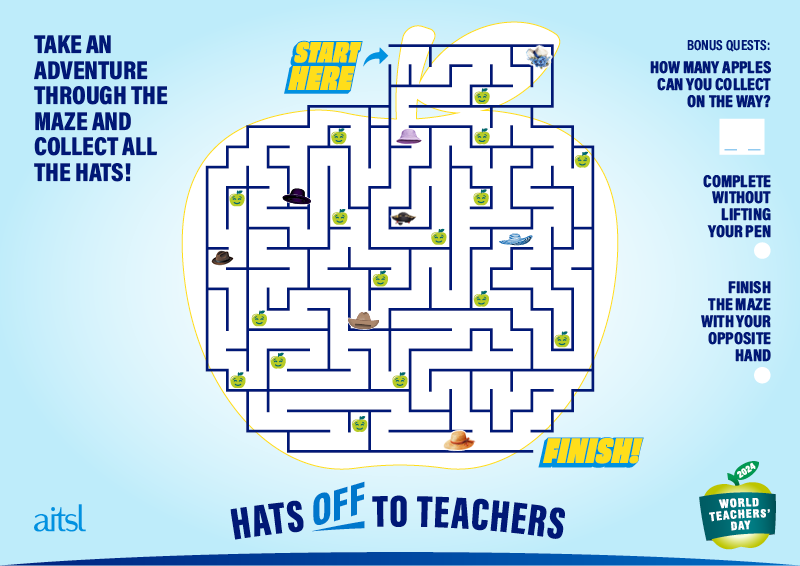 TAKE AN
ADVENTURE
THROUGH THE
MAZE AND
COLLECT ALL
THE HATS!
START
HERE
BONUS QUESTS:
HOW MANY APPLES
CAN YOU COLLECT
ON THE WAY?
COMPLETE
WITHOUT
LIFTING
YOUR PEN
FINISH
THE MAZE
WITH YOUR
OPPOSITE
HAND
FINISH!
HATS OFF TO TEACHERS
aitsl
2024
WORLD
TEACHERS'
DAY